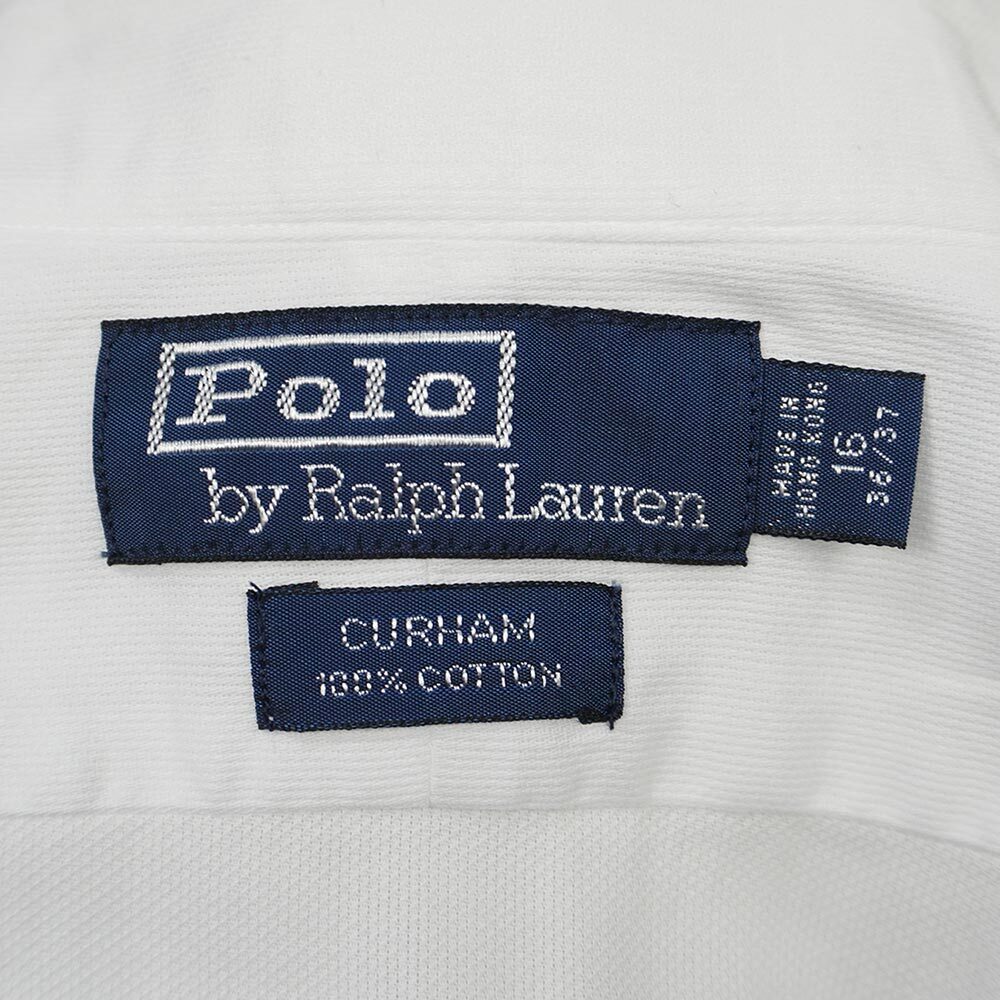 Polo
by Ralph Lauren
MADE IN
HONG KONG
16
36/37
CURHAM
100% COTTON